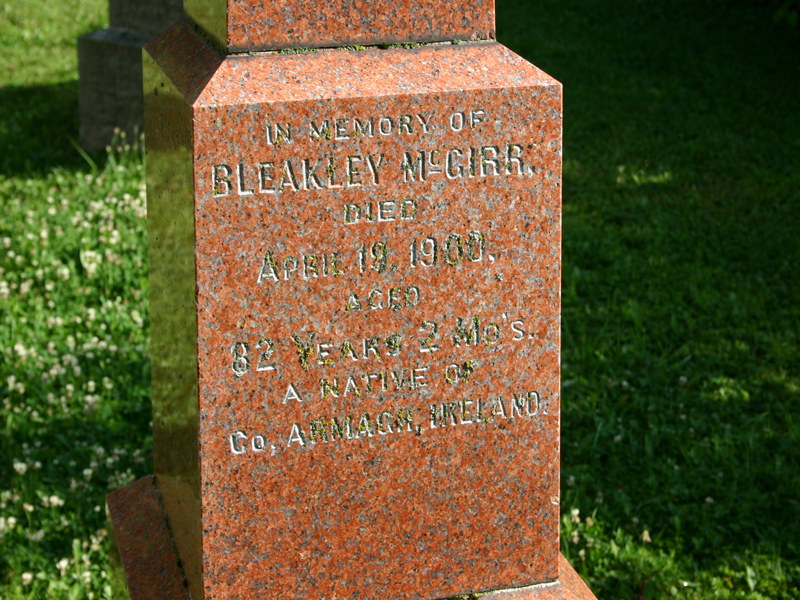 IN MEMORY OF
BLEAKLEY McGIRR.
DIED
APRIL 19, 1900,
AGED
82 YEARS 2 MO'S.
A NATIVE OF
Co, ARMAGH, IRELAND.